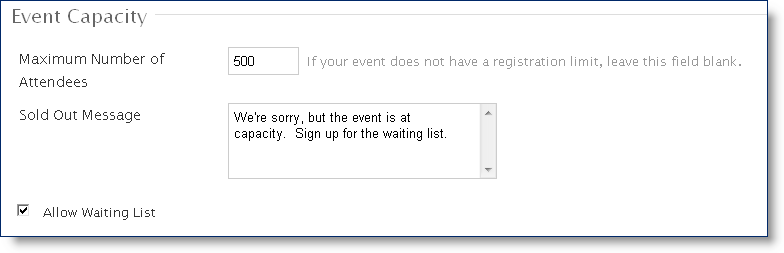 Event Capacity
Maximum Number of
Attendees
500
If your event does not have a registration limit, leave this field blank.
Sold Out Message
We're sorry, but the event is at
capacity.  Sign up for the waiting list.
Allow Waiting List